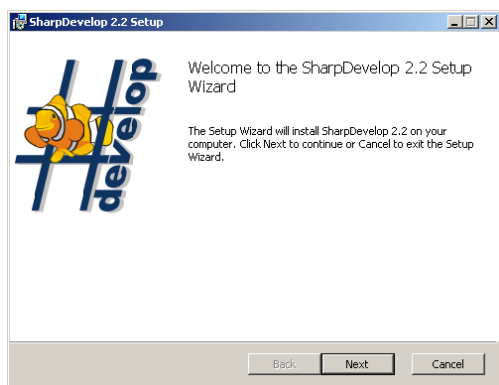 SharpDevelop 2.2 Setup
Welcome to the SharpDevelop 2.2 Setup
Wizard
The Setup Wizard will install SharpDevelop 2.2 on your
computer. Click Next to continue or Cancel to exit the Setup
Wizard.
develop
Back
Next
Cancel